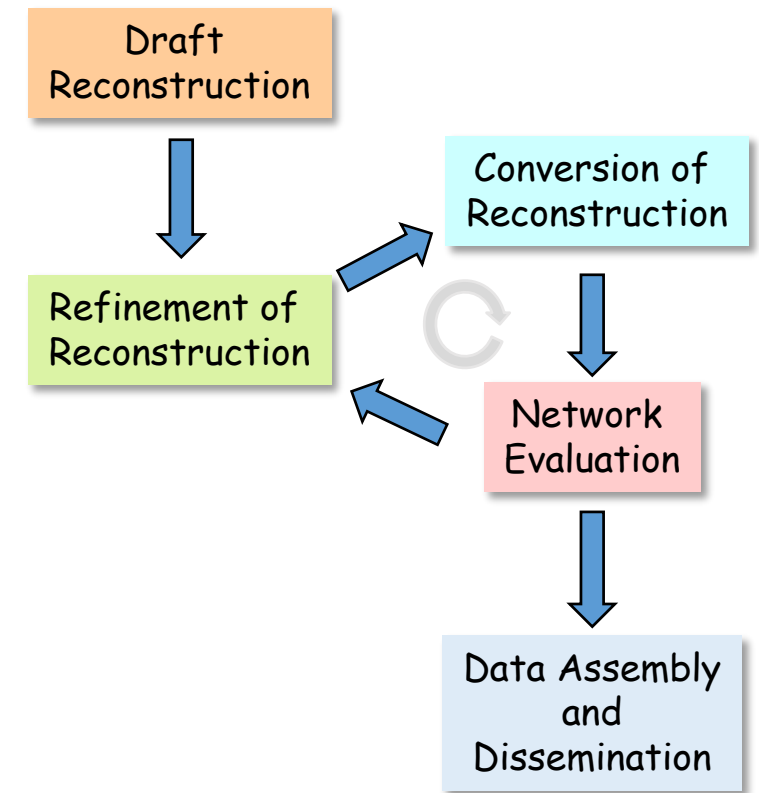 Draft
Reconstruction
Conversion of
Reconstruction
Refinement of
Reconstruction
Network
Evaluation
Data Assembly
and
Dissemination